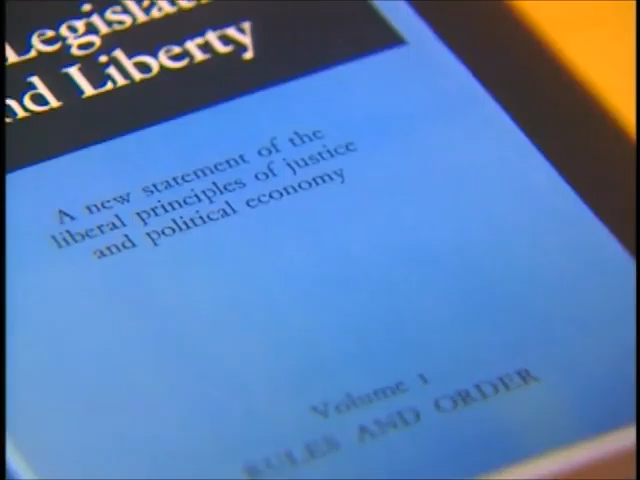 Legislat
nd Liberty
A new statement of the
liberal principles of justice
and political economy
Volume 1
RULES AND ORDER